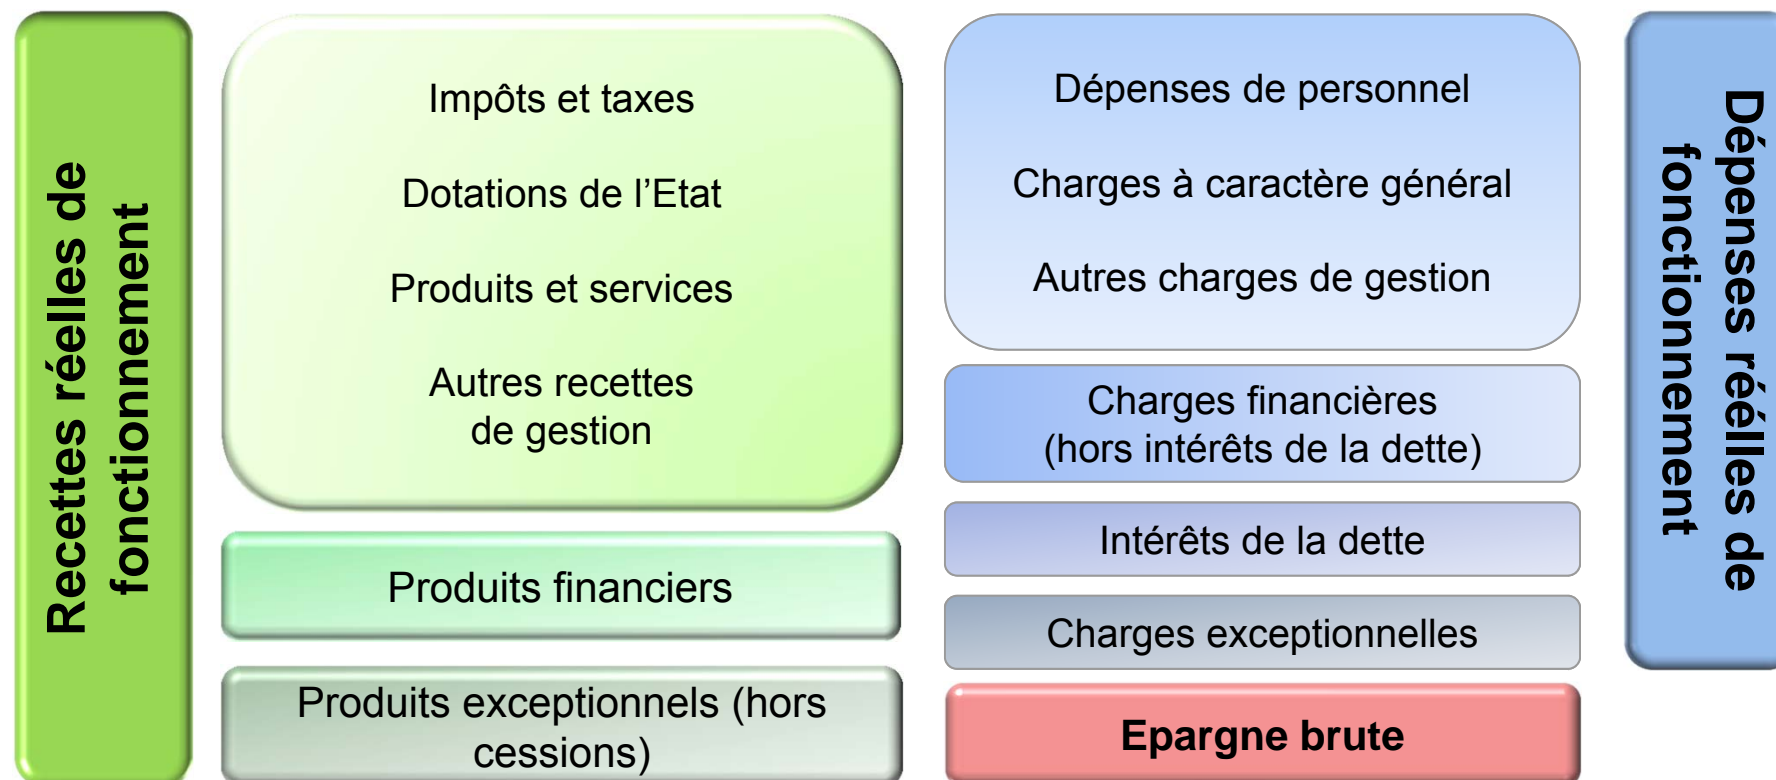 Recettes réelles de
fonctionnement
Impôts et taxes
Dotations de l’Etat
Produits et services
Autres recettes
de gestion
Produits financiers
Produits exceptionnels (hors
cessions)
Dépenses de personnel
Charges à caractère général
Autres charges de gestion
Charges financières
(hors intérêts de la dette)
Intérêts de la dette
Charges exceptionnelles
Epargne brute
Dépenses réélles de
fonctionnement